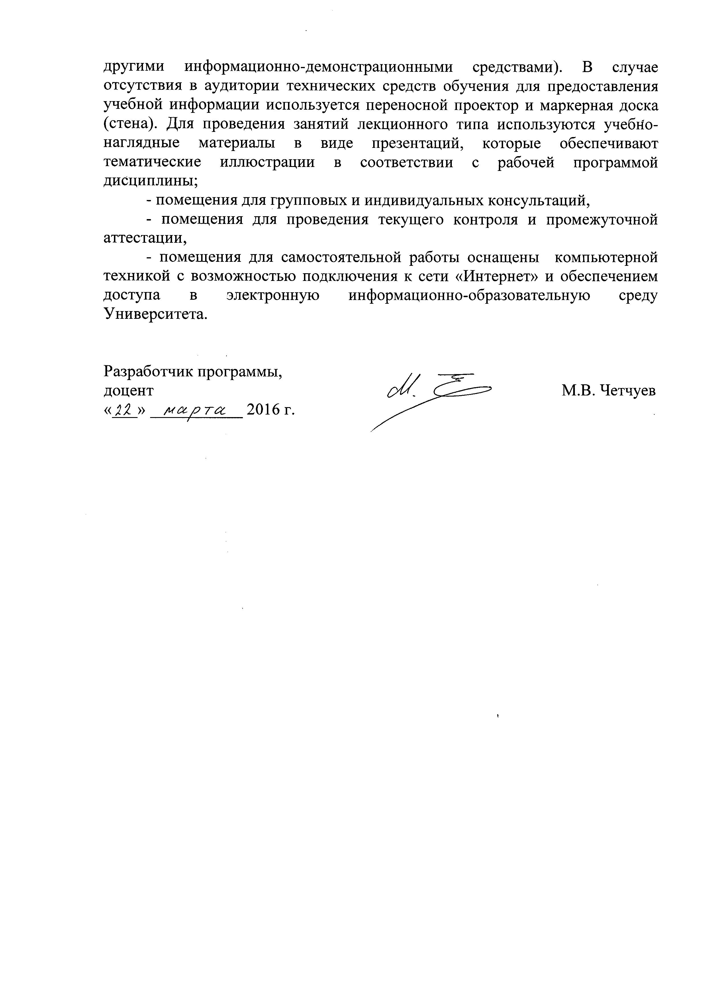 другими информационно-демонстрационными средствами). В случае
отсутствия в аудитории технических средств обучения для предоставления
учебной информации используется переносной проектор и маркерная доска
(стена). Для проведения занятий лекционного типа используются учебно-
наглядные материалы в виде презентаций, которые обеспечивают
тематические иллюстрации в соответствии с рабочей программой
дисциплины;
- помещения для групповых и индивидуальных консультаций,
- помещения для проведения текущего контроля и промежуточной
аттестации,
- помещения для самостоятельной работы оснащены компьютерной
техникой с возможностью подключения к сети «Интернет» и обеспечением
доступа в электронную информационно-образовательную среду
Университета.
Разработчик программы,
доцент М.В. Четчуев
«22» марта 2016 г.